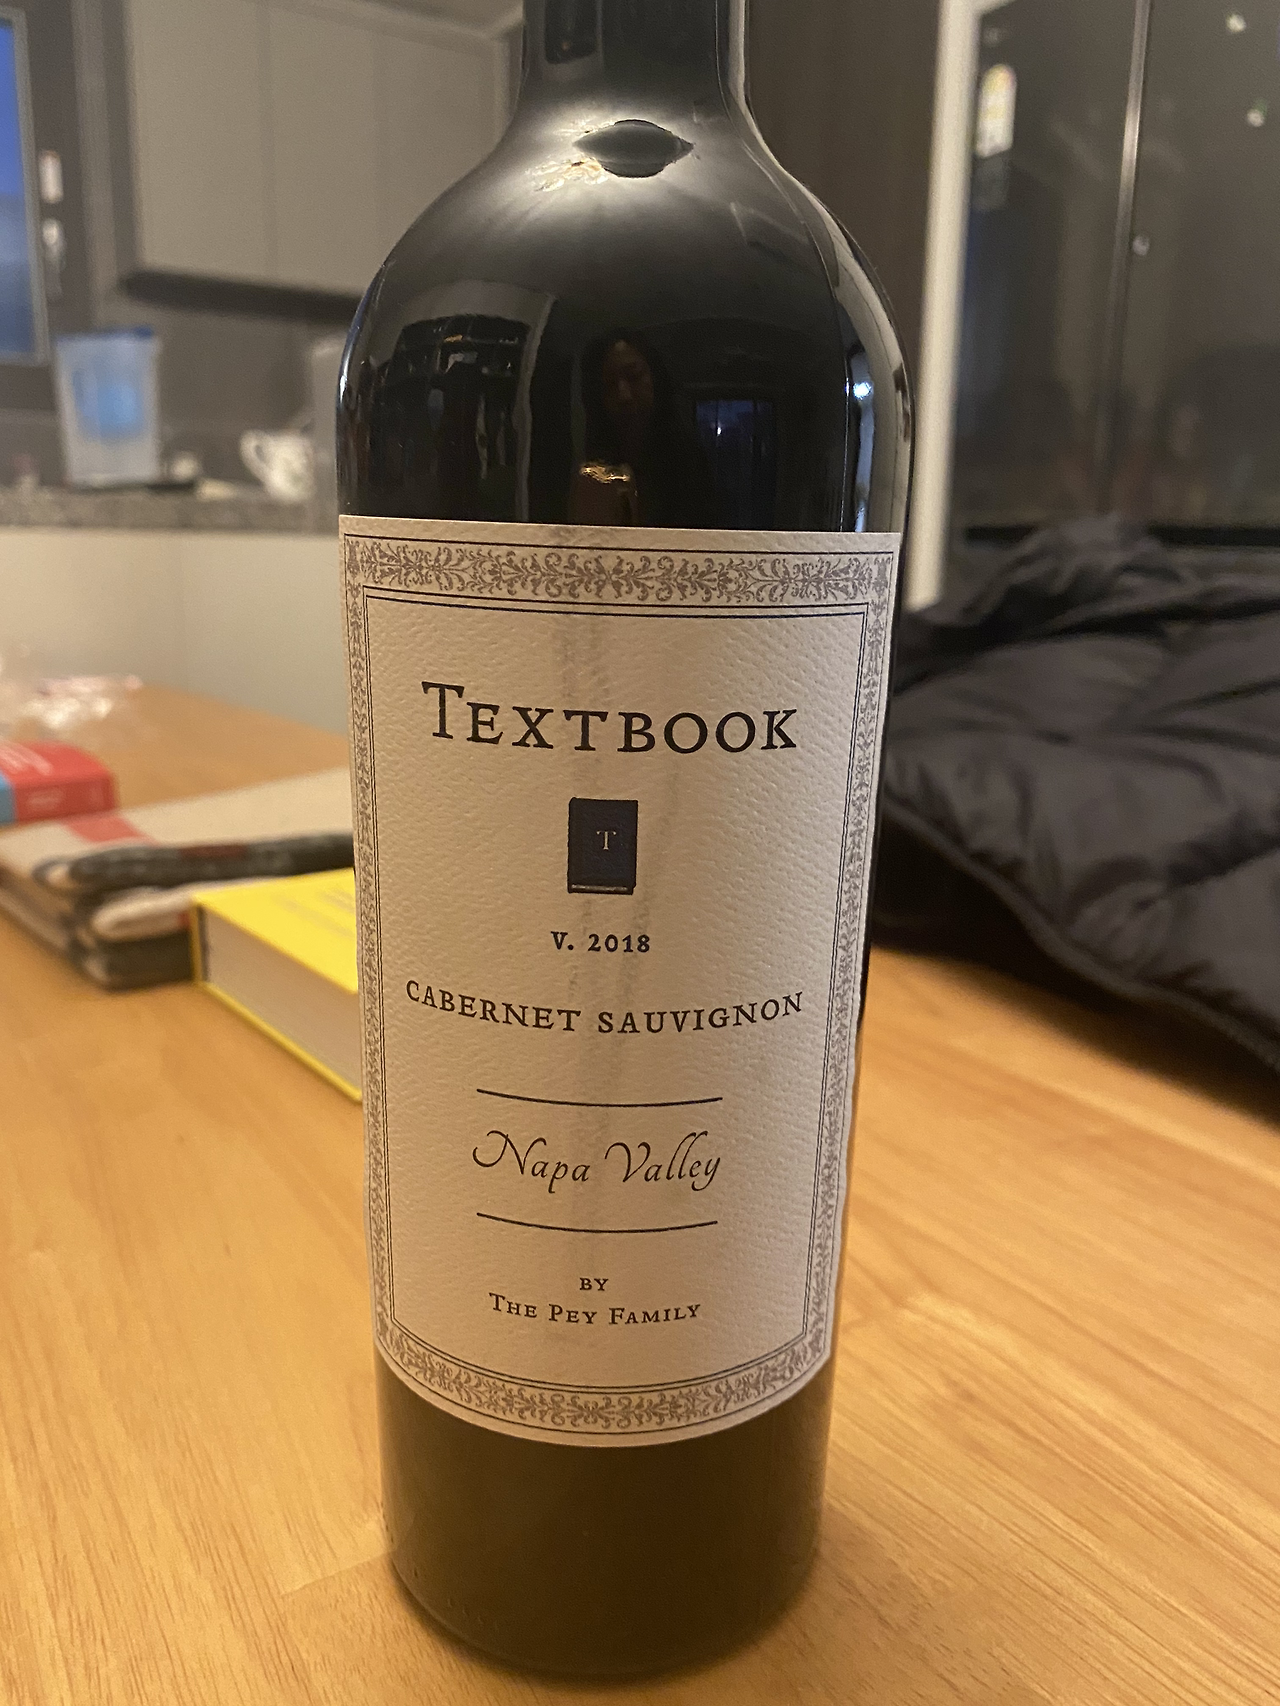 TEXTBOOK
T
V. 2018
CABERNET SAUVIGNON
Napa Valley
BY
THE PEY FAMILY